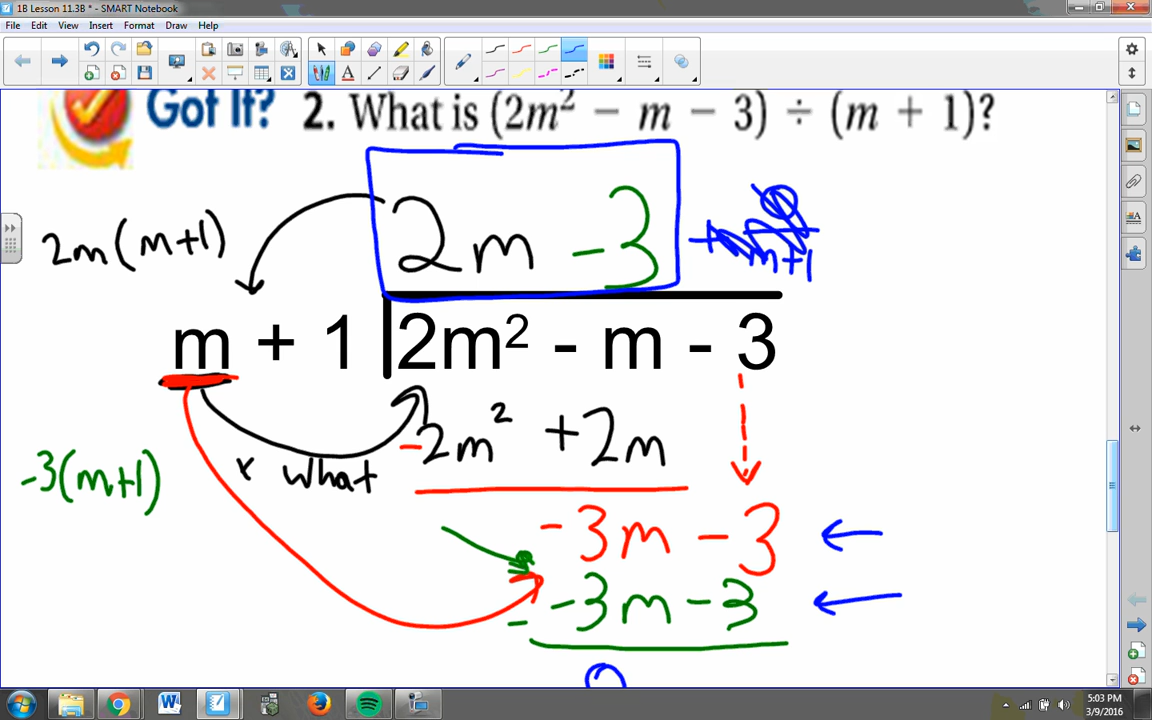 1B Lesson 11.3B * - SMART Notebook
File Edit View Insert Format Draw Help
Got It? 2. What is (2m² − m − 3) ÷ (m + 1)?
2m(m+1)
2m -3
m+1
m + 1 2m² - m - 3
-2m² +2m
x what
-3(m+1)
-3m -3
- -3m -3
5:03 PM
3/9/2016